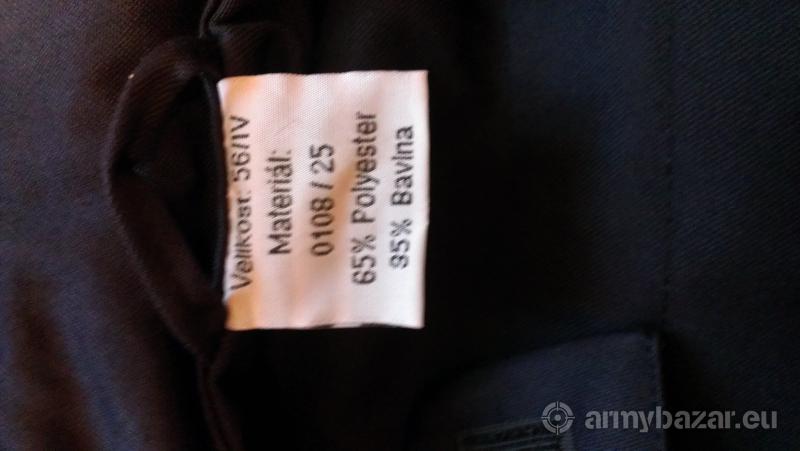 Velikost: 56/IV
Materiál:
0108 / 25
65% Polyester
35% Bavlna
armybazar.eu